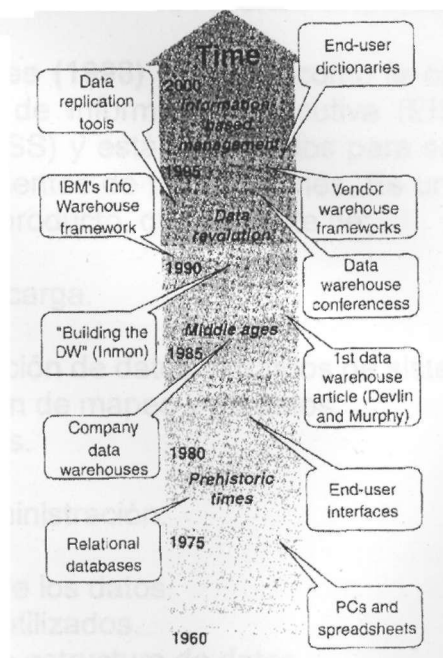 Time
End-user
dictionaries
2000
Information-
based
management
Data
replication
tools
1995
IBM's Info
Warehouse
framework
Vendor
warehouse
frameworks
Data
revolution
1990
Data
warehouse
conferencess
"Building the
DW" (Inmon)
Middle ages
1985
1st data
warehouse
article (Devlin
and Murphy)
Company
data
warehouses
1980
Prehistoric
times
End-user
interfaces
Relational
databases
1975
PCs and
spreadsheets
1960
carga.